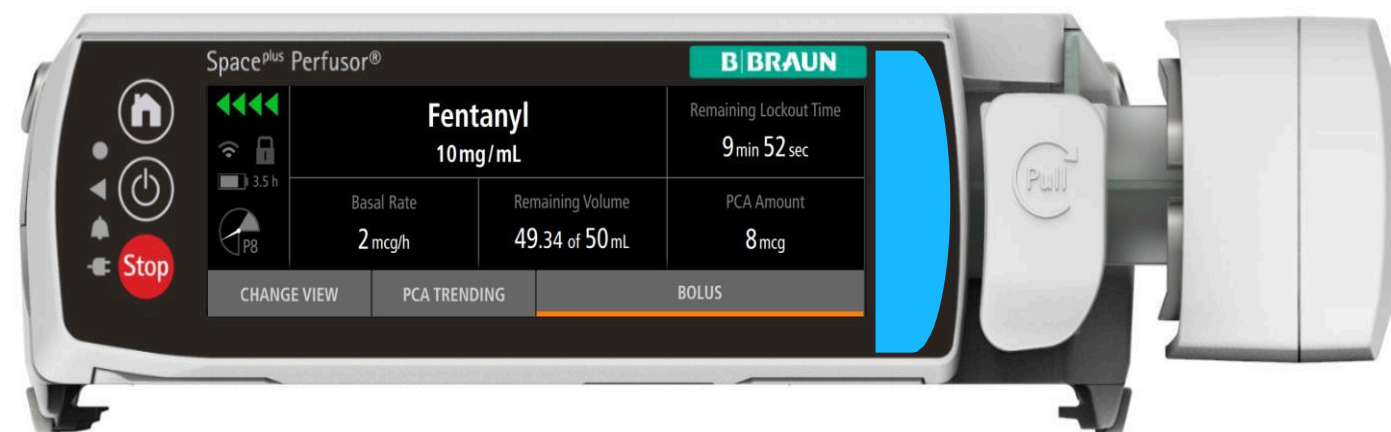 Space plus Perfusor®
B|BRAUN
Fentanyl
10 mg/mL
Remaining Lockout Time
9 min 52 sec
3.5 h
P8
Basal Rate
2 mcg/h
Remaining Volume
49.34 of 50 mL
PCA Amount
8 mcg
Stop
CHANGE VIEW
PCA TRENDING
BOLUS
Pull